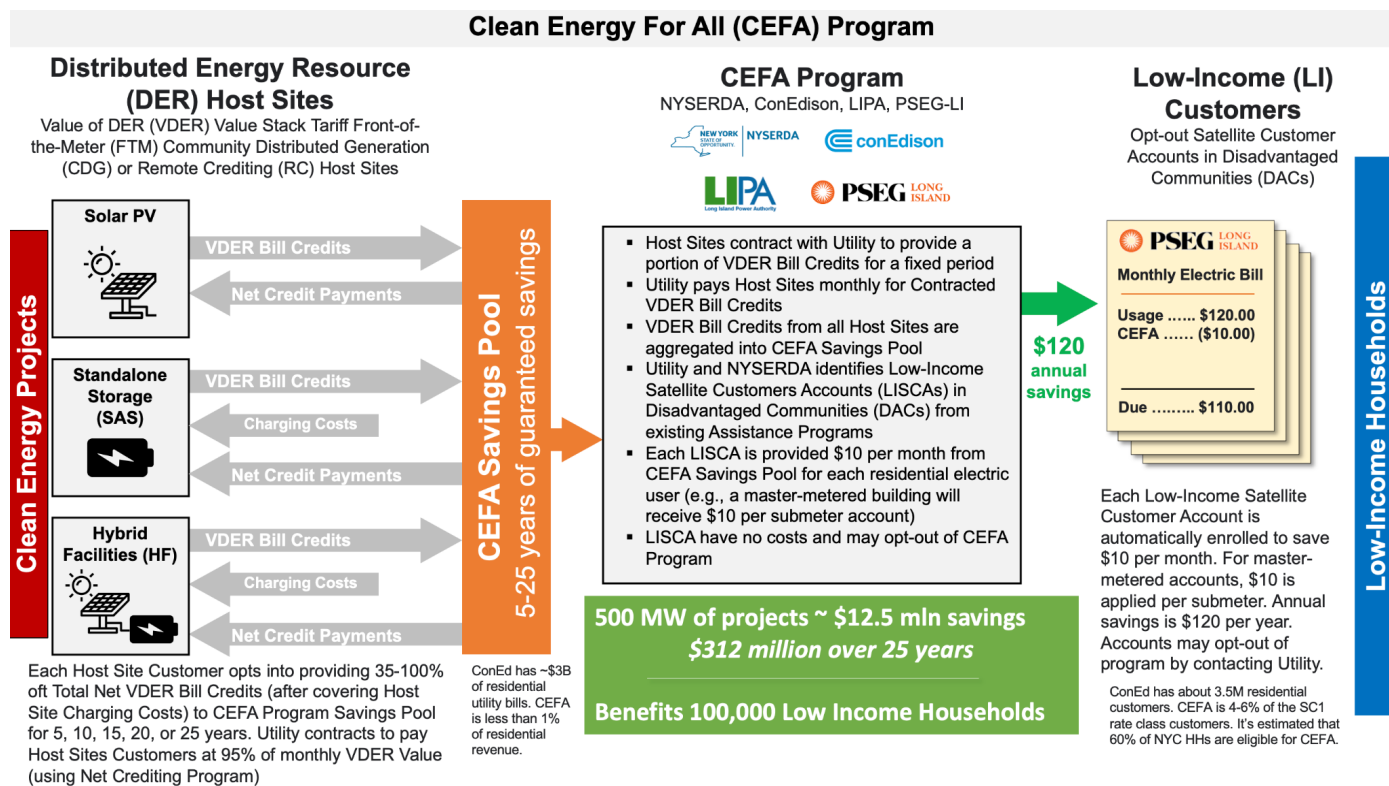 Clean Energy For All (CEFA) Program
Distributed Energy Resource
(DER) Host Sites
Value of DER (VDER) Value Stack Tariff Front-of-
the-Meter (FTM) Community Distributed Generation
(CDG) or Remote Crediting (RC) Host Sites
Clean Energy Projects
Solar PV
VDER Bill Credits
Net Credit Payments
Standalone
Storage
(SAS)
VDER Bill Credits
Charging Costs
Net Credit Payments
Hybrid
Facilities (HF)
VDER Bill Credits
Charging Costs
Net Credit Payments
Each Host Site Customer opts into providing 35-100%
oft Total Net VDER Bill Credits (after covering Host
Site Charging Costs) to CEFA Program Savings Pool
for 5, 10, 15, 20, or 25 years. Utility contracts to pay
Host Sites Customers at 95% of monthly VDER Value
(using Net Crediting Program)
CEFA Savings Pool
5-25 years of guaranteed savings
ConEd has ~$3B
of residential
utility bills. CEFA
is less than 1%
of residential
revenue.
CEFA Program
NYSERDA, ConEdison, LIPA, PSEG-LI
NEW YORK
STATE OF
OPPORTUNITY.
NYSERDA
conEdison
LIPA
Long Island Power Authority
PSEG LONG
ISLAND
▪ Host Sites contract with Utility to provide a
portion of VDER Bill Credits for a fixed period
▪ Utility pays Host Sites monthly for Contracted
VDER Bill Credits
▪ VDER Bill Credits from all Host Sites are
aggregated into CEFA Savings Pool
▪ Utility and NYSERDA identifies Low-Income
Satellite Customers Accounts (LISCAs) in
Disadvantaged Communities (DACs) from
existing Assistance Programs
▪ Each LISCA is provided $10 per month from
CEFA Savings Pool for each residential electric
user (e.g., a master-metered building will
receive $10 per submeter account)
▪ LISCA have no costs and may opt-out of CEFA
Program
500 MW of projects ~ $12.5 mln savings
$312 million over 25 years
Benefits 100,000 Low Income Households
$120
annual
savings
Low-Income (LI)
Customers
Opt-out Satellite Customer
Accounts in Disadvantaged
Communities (DACs)
PSEG LONG
ISLAND
Monthly Electric Bill
Usage ...... $120.00
CEFA ...... ($10.00)
Due ......... $110.00
Each Low-Income Satellite
Customer Account is
automatically enrolled to save
$10 per month. For master-
metered accounts, $10 is
applied per submeter. Annual
savings is $120 per year.
Accounts may opt-out of
program by contacting Utility.
ConEd has about 3.5M residential
customers. CEFA is 4-6% of the SC1
rate class customers. It's estimated that
60% of NYC HHs are eligible for CEFA.
Low-Income Households